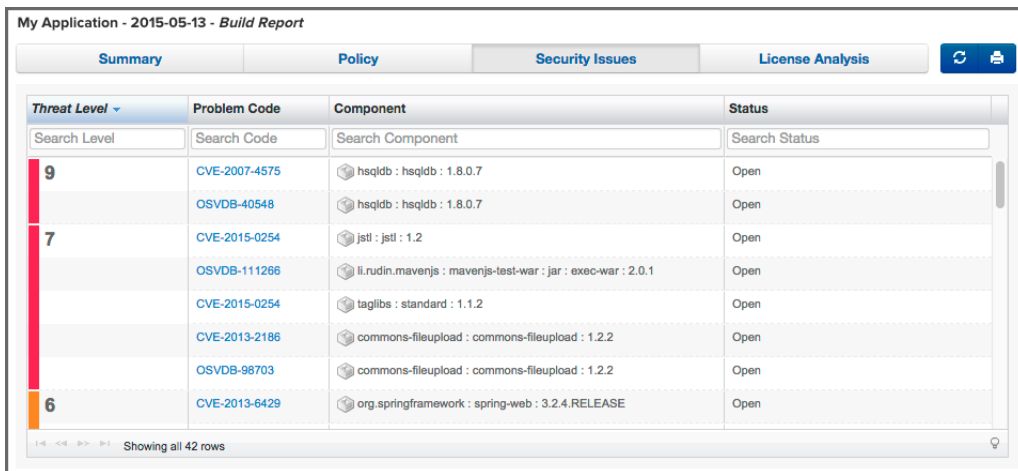 My Application - 2015-05-13 - Build Report
Summary Policy Security Issues License Analysis
Threat Level Problem Code Component Status
Search Level Search Code Search Component Search Status
9 CVE-2007-4575 hsqldb : hsqldb : 1.8.0.7 Open
OSVDB-40548 hsqldb : hsqldb : 1.8.0.7 Open
7 CVE-2015-0254 jstl : jstl : 1.2 Open
OSVDB-111266 li.rudin.mavenjs : mavenjs-test-war : jar : exec-war : 2.0.1 Open
CVE-2015-0254 taglibs : standard : 1.1.2 Open
CVE-2013-2186 commons-fileupload : commons-fileupload : 1.2.2 Open
OSVDB-98703 commons-fileupload : commons-fileupload : 1.2.2 Open
6 CVE-2013-6429 org.springframework : spring-web : 3.2.4.RELEASE Open
Showing all 42 rows